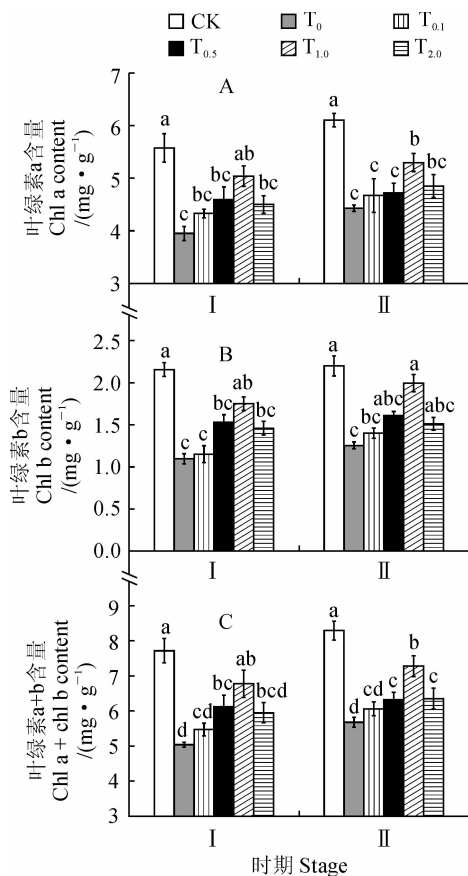 CK T₀ T₀.₁
T₀.₅ T₁.₀ T₂.₀
叶绿素a含量
Chl a content
/(mg·g⁻¹)
7
6
5
4
3
A
a c bc bc ab bc
a c c c b bc
I II
叶绿素b含量
Chl b content
/(mg·g⁻¹)
2.5
2.0
1.5
1.0
0.5
0.0
B
a c c bc ab bc
a c bc abc a abc
I II
叶绿素a+b含量
Chl a + chl b content
/(mg·g⁻¹)
9
8
7
6
5
4
3
C
a d cd bc ab bcd
a d cd c b c
I II
时期 Stage